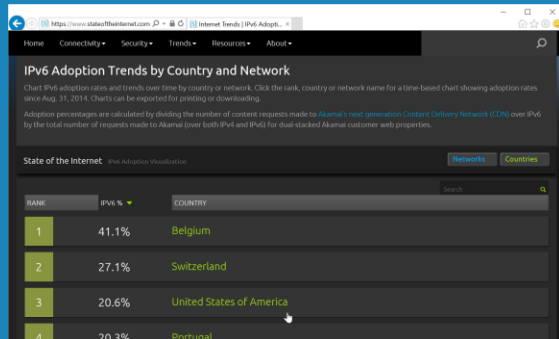 https://www.stateoftheinternet.com
Internet Trends | IPv6 Adopti...
Home Connectivity Security Trends Resources About
IPv6 Adoption Trends by Country and Network
Chart IPv6 adoption rates and trends over time by country or network. Click the rank, country or network name for a time-based chart showing adoption rates
since Aug. 31, 2014. Charts can be exported for printing or downloading.
Adoption percentages are calculated by dividing the number of content requests made to Akamai's next generation Content Delivery Network (CDN) over IPv6
by the total number of requests made to Akamai (over both IPv4 and IPv6) for dual-stacked Akamai customer web properties.
State of the Internet IPv6 Adoption Visualization
Networks Countries
Search
RANK IPV6 % COUNTRY
1 41.1% Belgium
2 27.1% Switzerland
3 20.6% United States of America
4 20.3% Portugal